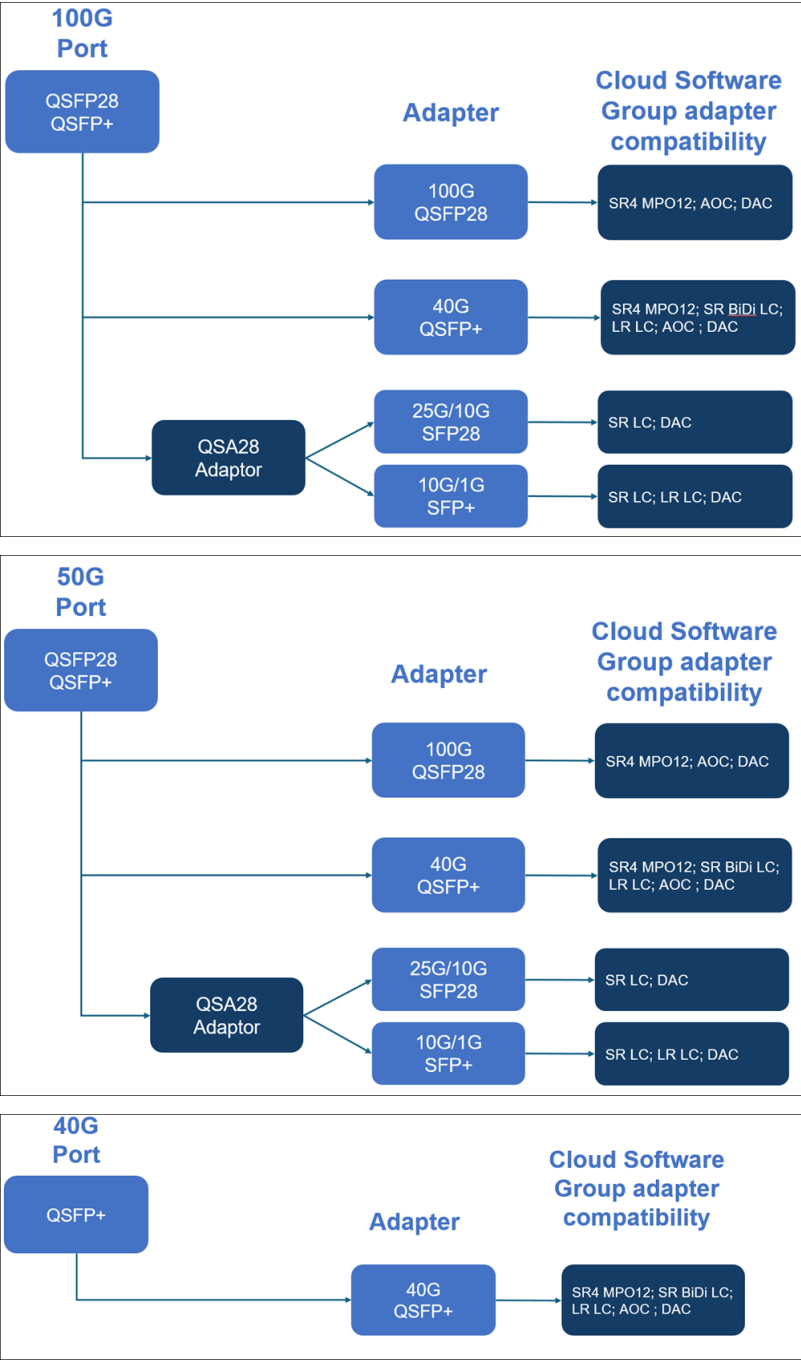 100G
Port
QSFP28
QSFP+
Adapter
Cloud Software
Group adapter
compatibility
100G
QSFP28
SR4 MPO12; AOC; DAC
40G
QSFP+
SR4 MPO12; SR BiDi LC;
LR LC; AOC ; DAC
QSA28
Adaptor
25G/10G
SFP28
SR LC; DAC
10G/1G
SFP+
SR LC; LR LC; DAC
50G
Port
QSFP28
QSFP+
Adapter
Cloud Software
Group adapter
compatibility
100G
QSFP28
SR4 MPO12; AOC; DAC
40G
QSFP+
SR4 MPO12; SR BiDi LC;
LR LC; AOC ; DAC
QSA28
Adaptor
25G/10G
SFP28
SR LC; DAC
10G/1G
SFP+
SR LC; LR LC; DAC
40G
Port
QSFP+
Adapter
Cloud Software
Group adapter
compatibility
40G
QSFP+
SR4 MPO12; SR BiDi LC;
LR LC; AOC ; DAC